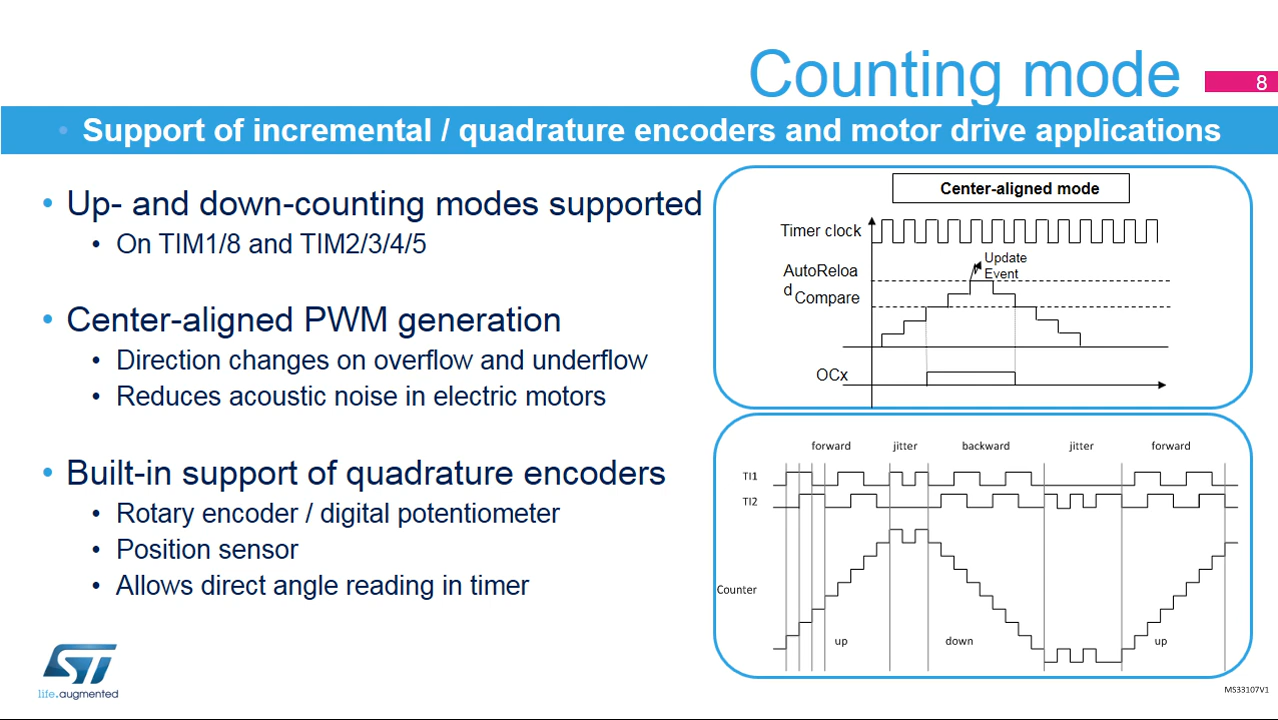 Counting mode
8
• Support of incremental / quadrature encoders and motor drive applications
• Up- and down-counting modes supported
• On TIM1/8 and TIM2/3/4/5
• Center-aligned PWM generation
• Direction changes on overflow and underflow
• Reduces acoustic noise in electric motors
• Built-in support of quadrature encoders
• Rotary encoder / digital potentiometer
• Position sensor
• Allows direct angle reading in timer
Center-aligned mode
Timer clock
Update
Event
AutoReloa
d
Compare
OCx
forward jitter backward jitter forward
TI1
TI2
Counter
up down up
MS33107V1
ST
life.augmented